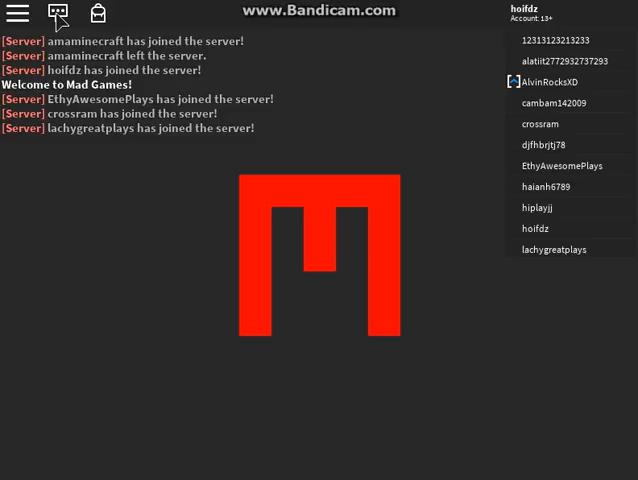 www.Bandicam.com
hoifdz
Account: 13+
[Server] amaminecraft has joined the server!
[Server] amaminecraft left the server.
[Server] hoifdz has joined the server!
Welcome to Mad Games!
[Server] EthyAwesomePlays has joined the server!
[Server] crossram has joined the server!
[Server] lachygreatplays has joined the server!
12313123213233
alatiit2772932737293
AlvinRocksXD
cambam142009
crossram
djfhbrjtj78
EthyAwesomePlays
haianh6789
hiplayjj
hoifdz
lachygreatplays
M